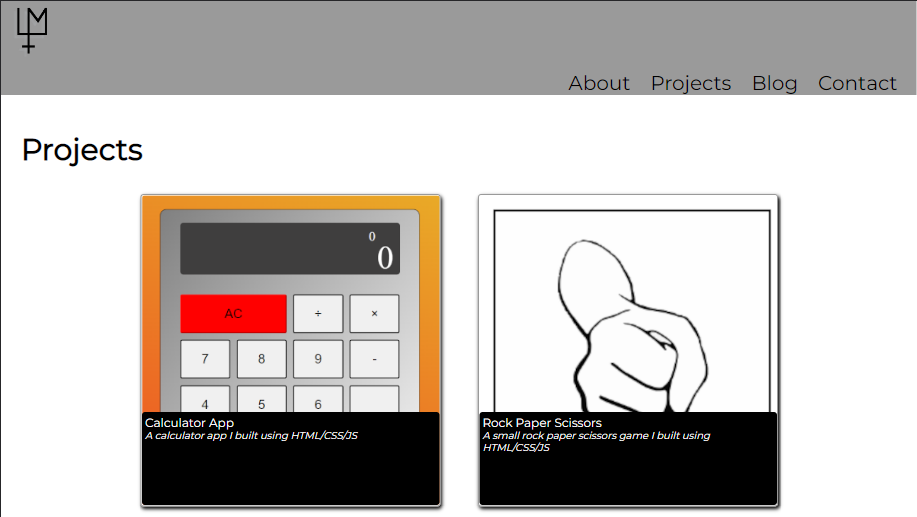 LM
About Projects Blog Contact
Projects
0
0
AC ÷ ×
7 8 9 -
4 5 6
Calculator App
A calculator app I built using HTML/CSS/JS
Rock Paper Scissors
A small rock paper scissors game I built using
HTML/CSS/JS